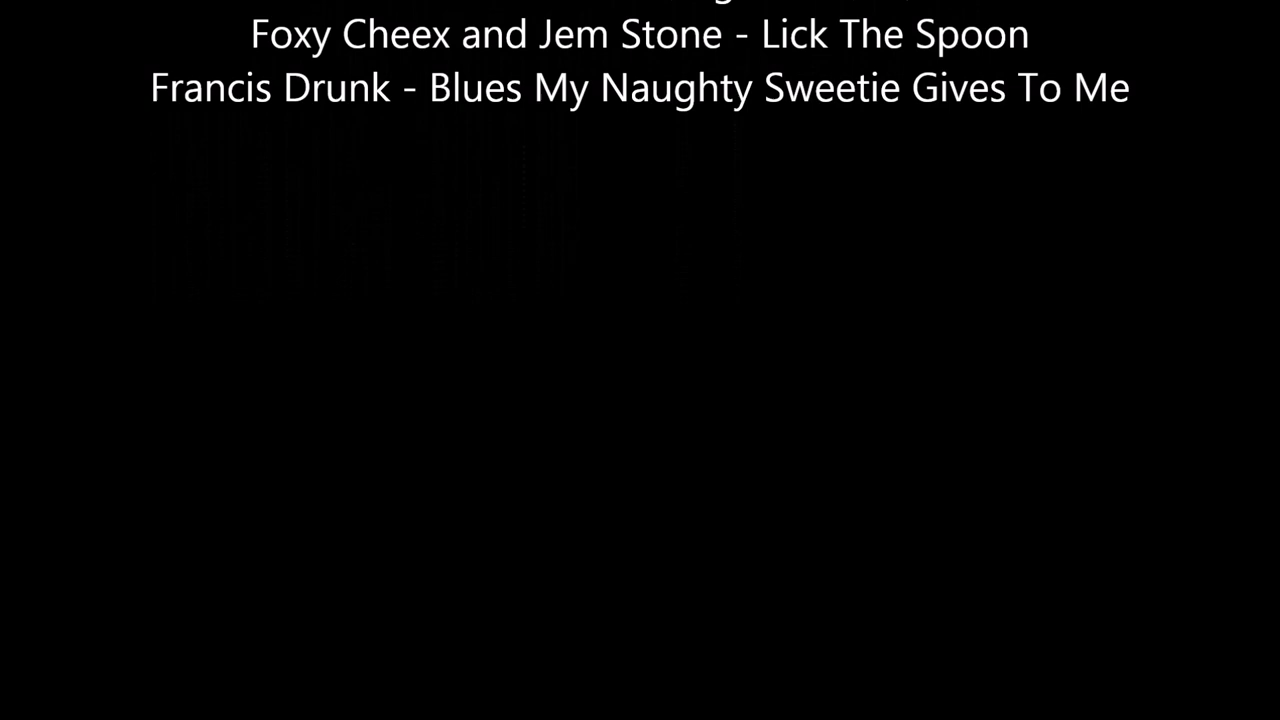 Foxy Cheex and Jem Stone - Lick The Spoon
Francis Drunk - Blues My Naughty Sweetie Gives To Me